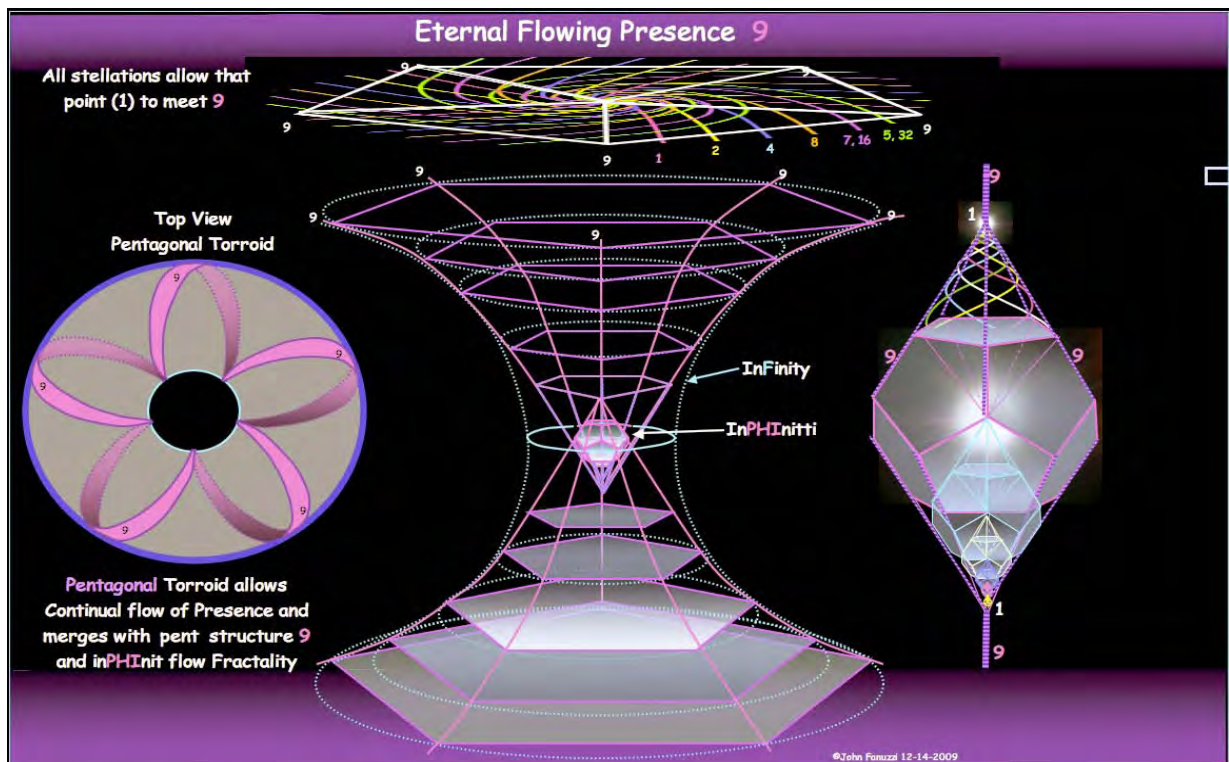 Eternal Flowing Presence 9
All stellations allow that
point (1) to meet 9
9
9
9
9
9
1
2
4
8
7, 16
5, 32
9
9
9
9
9
Top View
Pentagonal Torroid
9
9
9
9
9
InFinity
InPHInitti
9
1
9
9
1
9
Pentagonal Torroid allows
Continual flow of Presence and
merges with pent structure 9
and inPHInit flow Fractality
©John Fanuzzi 12-14-2009